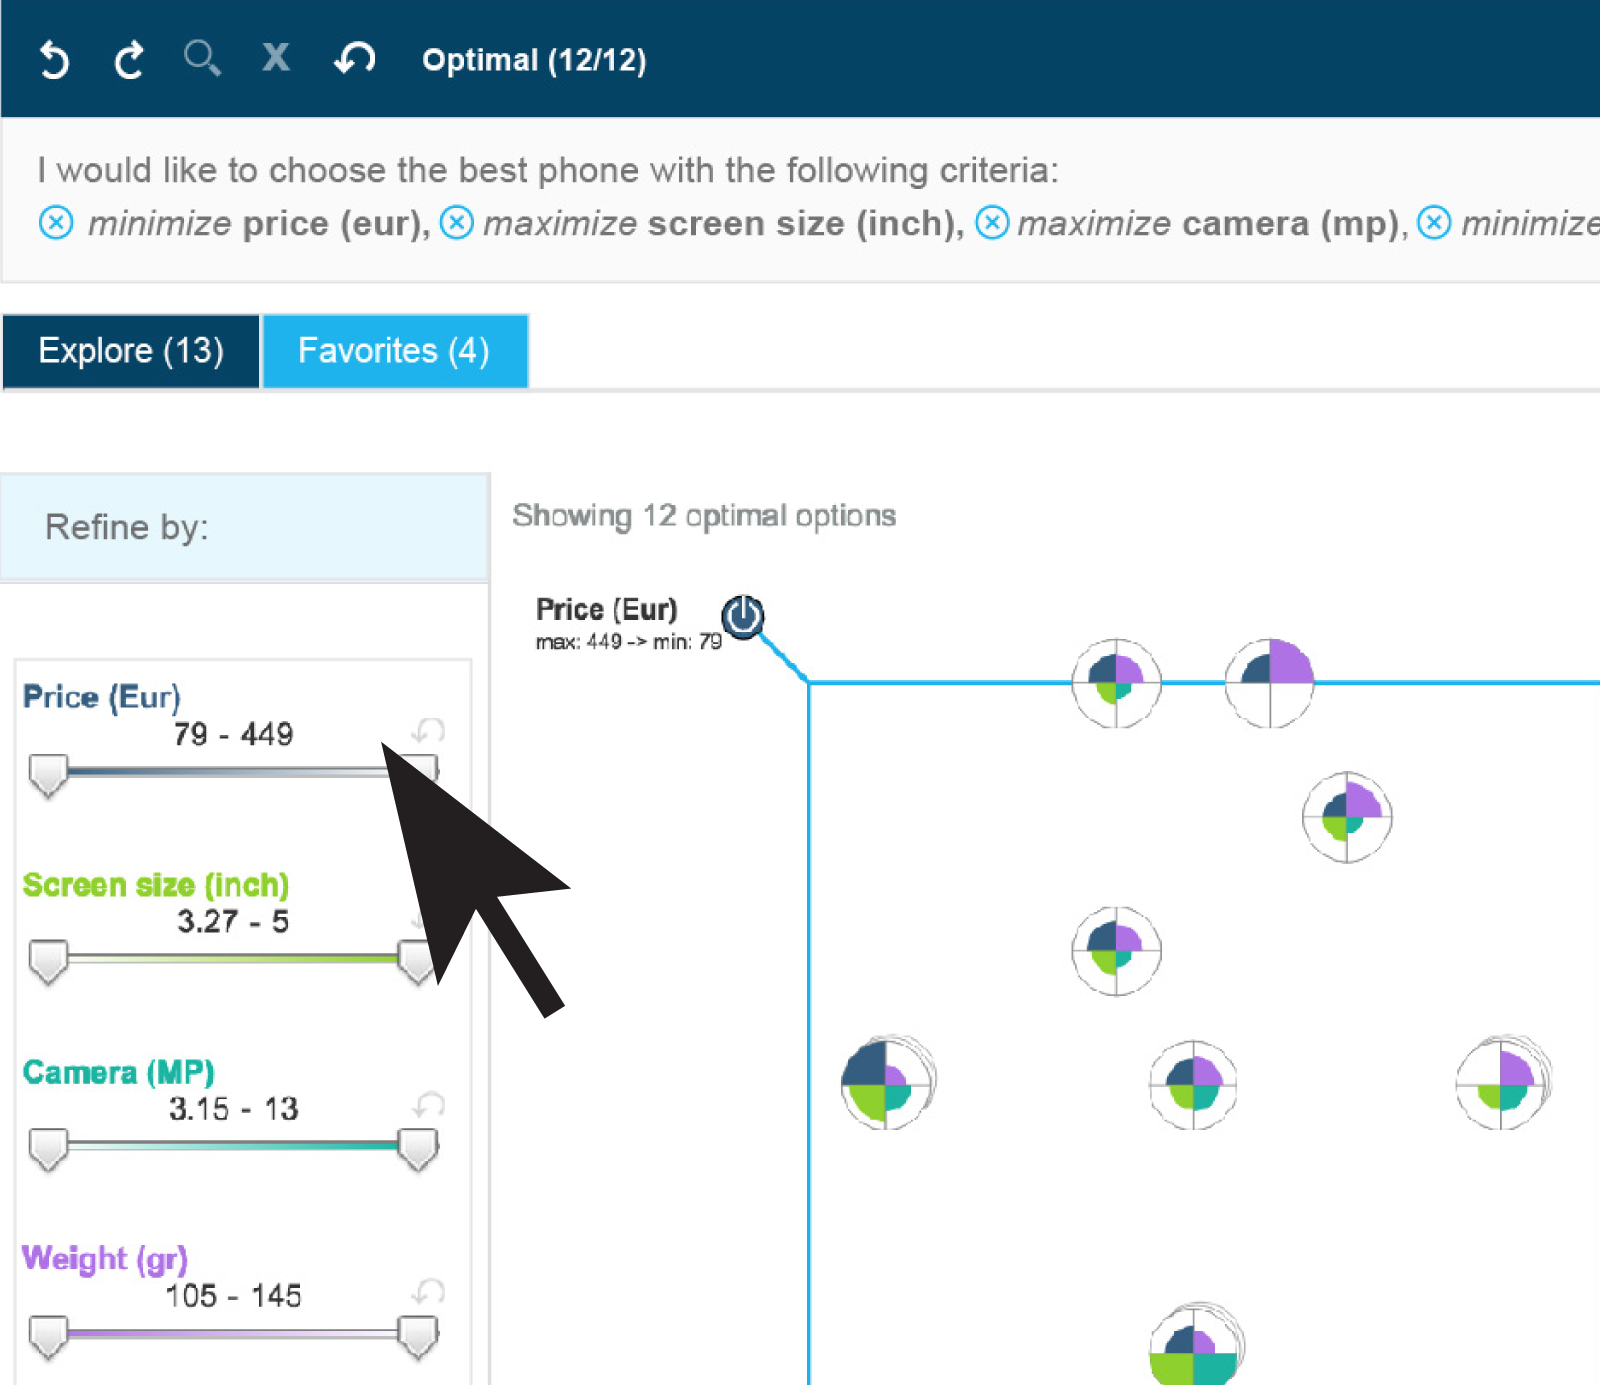 Optimal (12/12)
I would like to choose the best phone with the following criteria:
minimize price (eur), maximize screen size (inch), maximize camera (mp), minimize
Explore (13) Favorites (4)
Refine by:
Showing 12 optimal options
Price (Eur)
max: 449 -> min: 79
Price (Eur)
79 - 449
Screen size (inch)
3.27 - 5
Camera (MP)
3.15 - 13
Weight (gr)
105 - 145